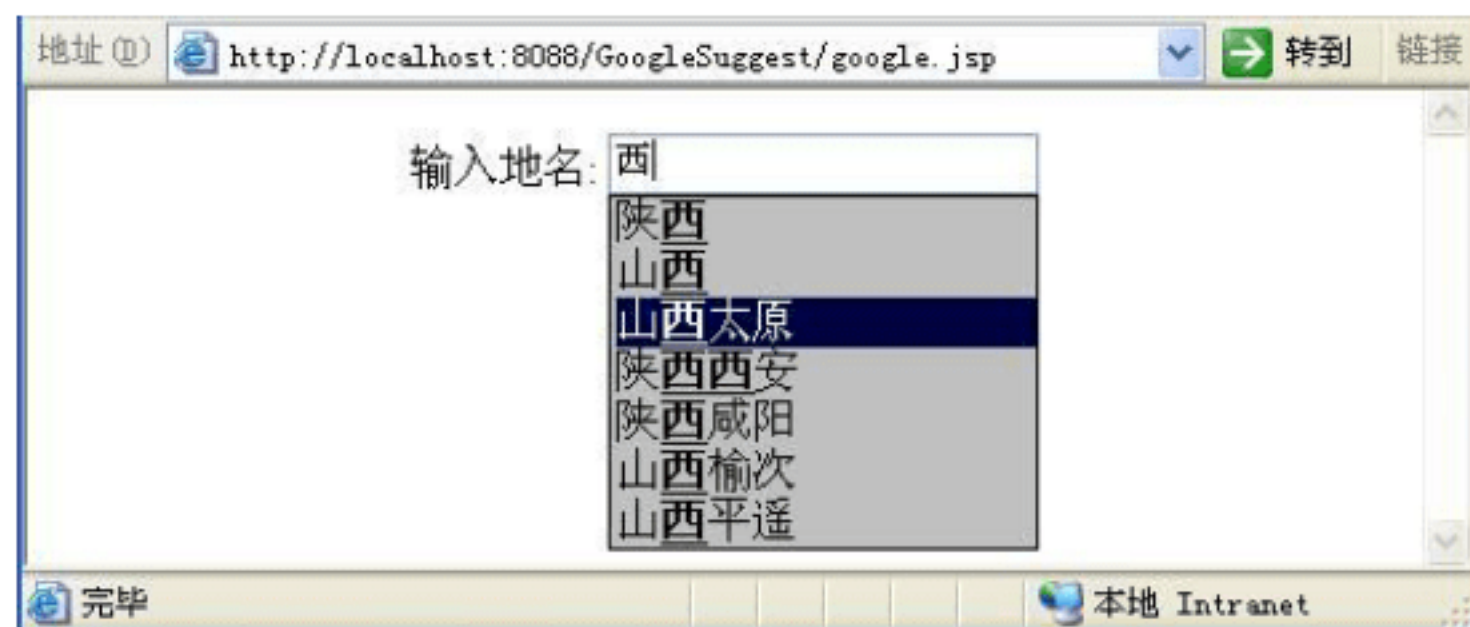 地址(D) http://localhost:8088/GoogleSuggest/google.jsp 转到 链接
输入地名: 西
陕西
山西
山西太原
陕西西安
陕西咸阳
山西榆次
山西平遥
完毕 本地 Intranet